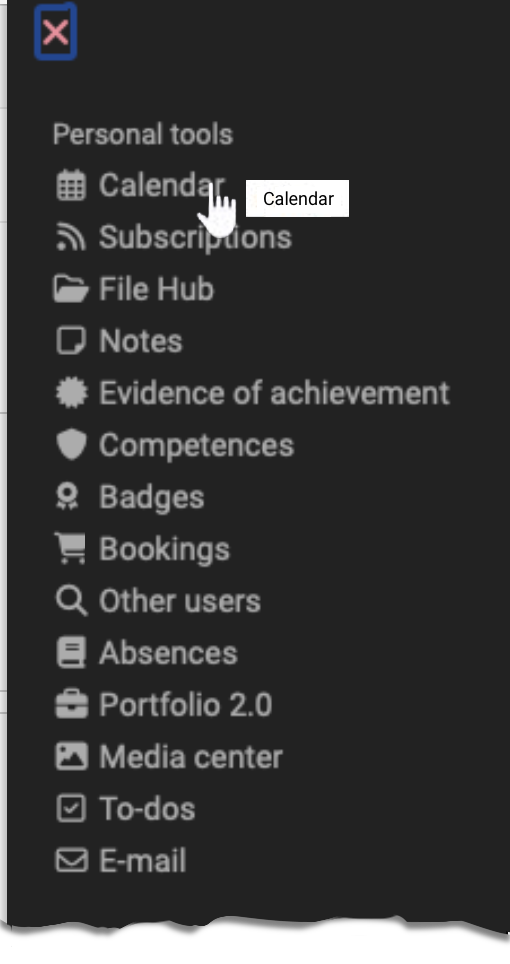 Personal tools
Calendar
Calendar
Subscriptions
File Hub
Notes
Evidence of achievement
Competences
Badges
Bookings
Other users
Absences
Portfolio 2.0
Media center
To-dos
E-mail